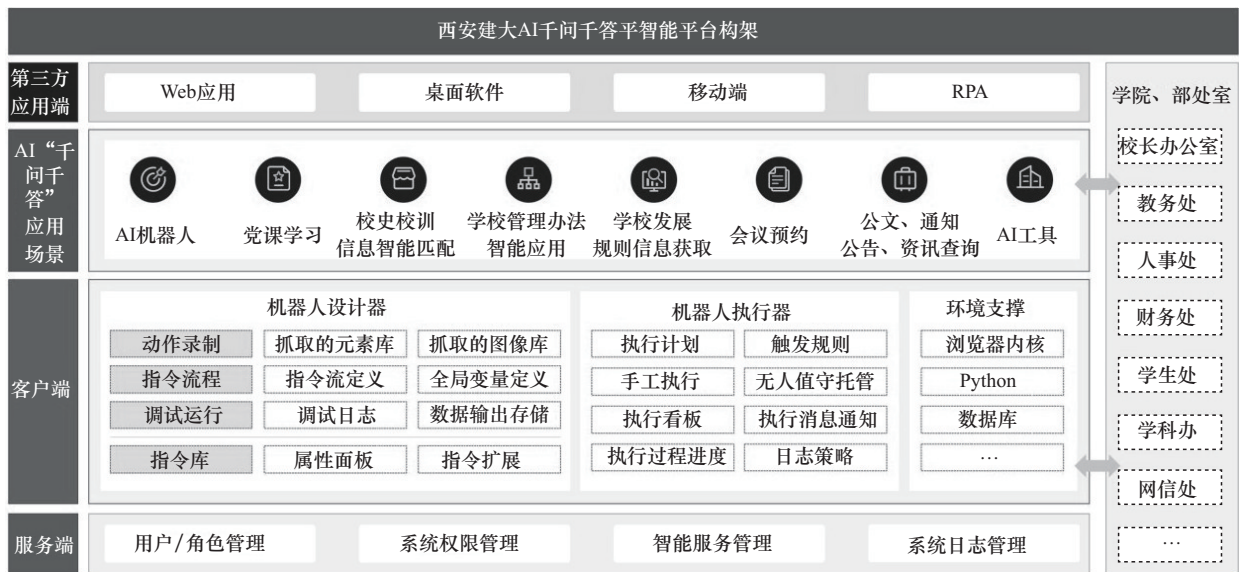 西安建大AI千问千答平智能平台构架
第三方
应用端
Web应用
桌面软件
移动端
RPA
学院、部处室
校长办公室
教务处
人事处
财务处
学生处
学科办
网信处
…
AI“千
问千
答”
应用
场景
AI机器人
党课学习
校史校训
信息智能匹配
学校管理办法
智能应用
学校发展
规则信息获取
会议预约
公文、通知
公告、资讯查询
AI工具
客户端
机器人设计器
动作录制
抓取的元素库
抓取的图像库
指令流程
指令流定义
全局变量定义
调试运行
调试日志
数据输出存储
指令库
属性面板
指令扩展
机器人执行器
执行计划
触发规则
手工执行
无人值守托管
执行看板
执行消息通知
执行过程进度
日志策略
环境支撑
浏览器内核
Python
数据库
…
服务端
用户/角色管理
系统权限管理
智能服务管理
系统日志管理